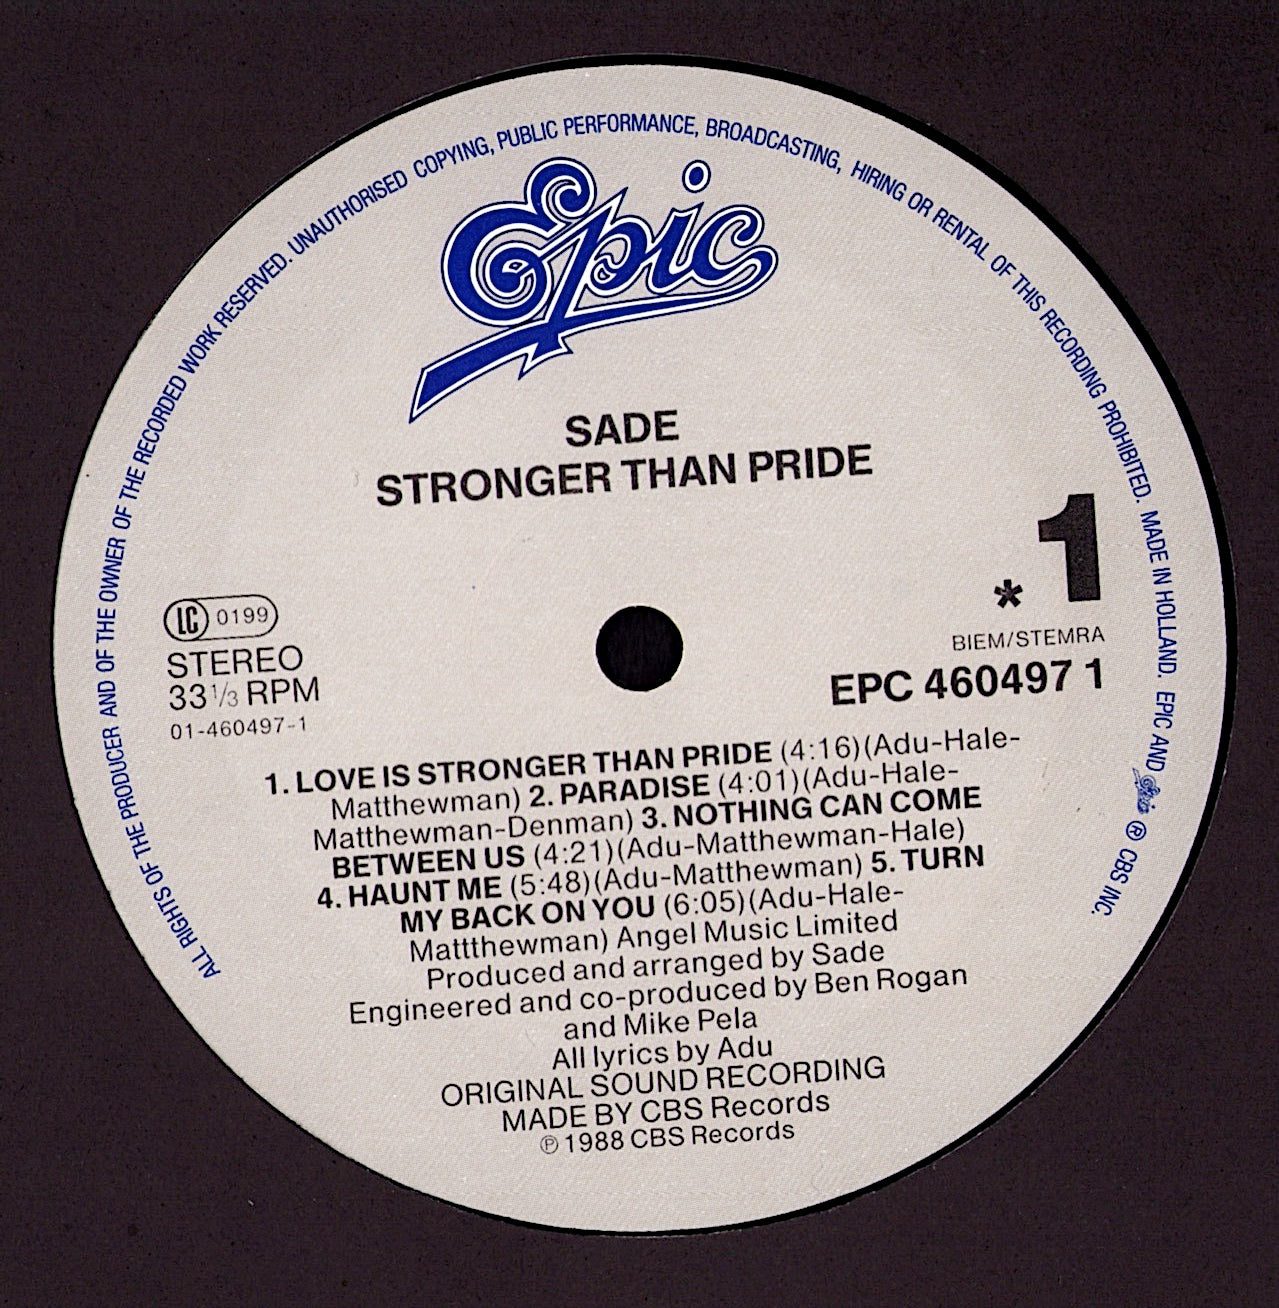 ALL RIGHTS OF THE PRODUCER AND OF THE OWNER OF THE RECORDED WORK RESERVED. UNAUTHORISED COPYING, PUBLIC PERFORMANCE, BROADCASTING, HIRING OR RENTAL OF THIS RECORDING PROHIBITED. MADE IN HOLLAND. EPIC AND Epic ® CBS INC.
Epic
SADE
STRONGER THAN PRIDE
1
*
LC 0199
BIEM/STEMRA
STEREO
EPC 460497 1
33 1/3 RPM
01-460497-1
1. LOVE IS STRONGER THAN PRIDE (4:16)(Adu-Hale-
Matthewman) 2. PARADISE (4:01)(Adu-Hale-
Matthewman-Denman) 3. NOTHING CAN COME
BETWEEN US (4:21)(Adu-Matthewman-Hale)
4. HAUNT ME (5:48)(Adu-Matthewman) 5. TURN
MY BACK ON YOU (6:05)(Adu-Hale-
Mattthewman) Angel Music Limited
Produced and arranged by Sade
Engineered and co-produced by Ben Rogan
and Mike Pela
All lyrics by Adu
ORIGINAL SOUND RECORDING
MADE BY CBS Records
℗ 1988 CBS Records